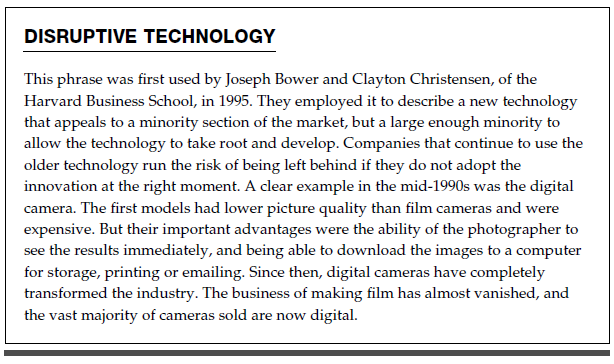 DISRUPTIVE TECHNOLOGY
This phrase was first used by Joseph Bower and Clayton Christensen, of the
Harvard Business School, in 1995. They employed it to describe a new technology
that appeals to a minority section of the market, but a large enough minority to
allow the technology to take root and develop. Companies that continue to use the
older technology run the risk of being left behind if they do not adopt the
innovation at the right moment. A clear example in the mid-1990s was the digital
camera. The first models had lower picture quality than film cameras and were
expensive. But their important advantages were the ability of the photographer to
see the results immediately, and being able to download the images to a computer
for storage, printing or emailing. Since then, digital cameras have completely
transformed the industry. The business of making film has almost vanished, and
the vast majority of cameras sold are now digital.